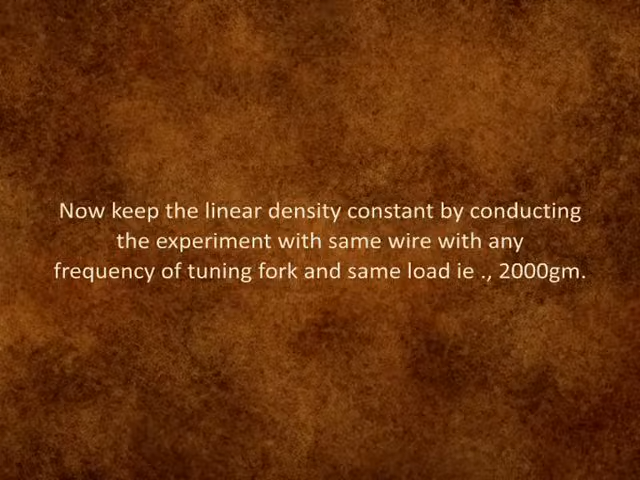 Now keep the linear density constant by conducting
the experiment with same wire with any
frequency of tuning fork and same load ie ., 2000gm.